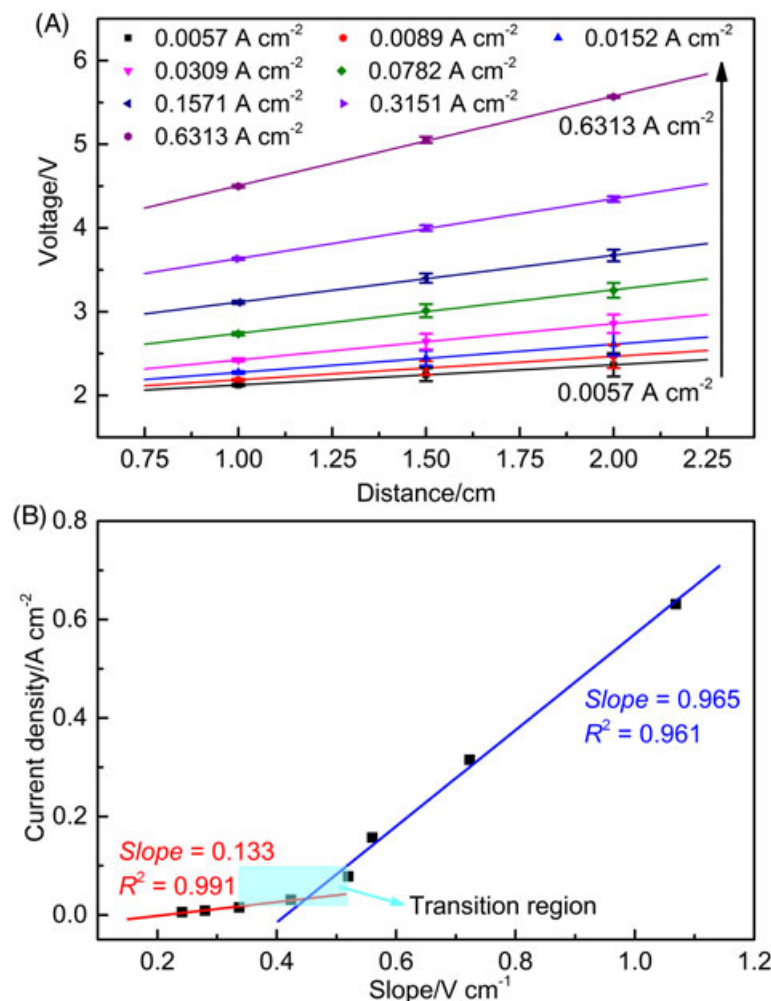 (A)
0.0057 A cm⁻² 0.0089 A cm⁻² 0.0152 A cm⁻²
0.0309 A cm⁻² 0.0782 A cm⁻²
0.1571 A cm⁻² 0.3151 A cm⁻²
0.6313 A cm⁻²
0.6313 A cm⁻²
0.0057 A cm⁻²
6
5
4
3
2
Voltage/V
0.75 1.00 1.25 1.50 1.75 2.00 2.25
Distance/cm
(B)
0.8
0.6
0.4
0.2
0.0
Current density/A cm⁻²
Slope = 0.965
R² = 0.961
Slope = 0.133
R² = 0.991
Transition region
0.2 0.4 0.6 0.8 1.0 1.2
Slope/V cm⁻¹